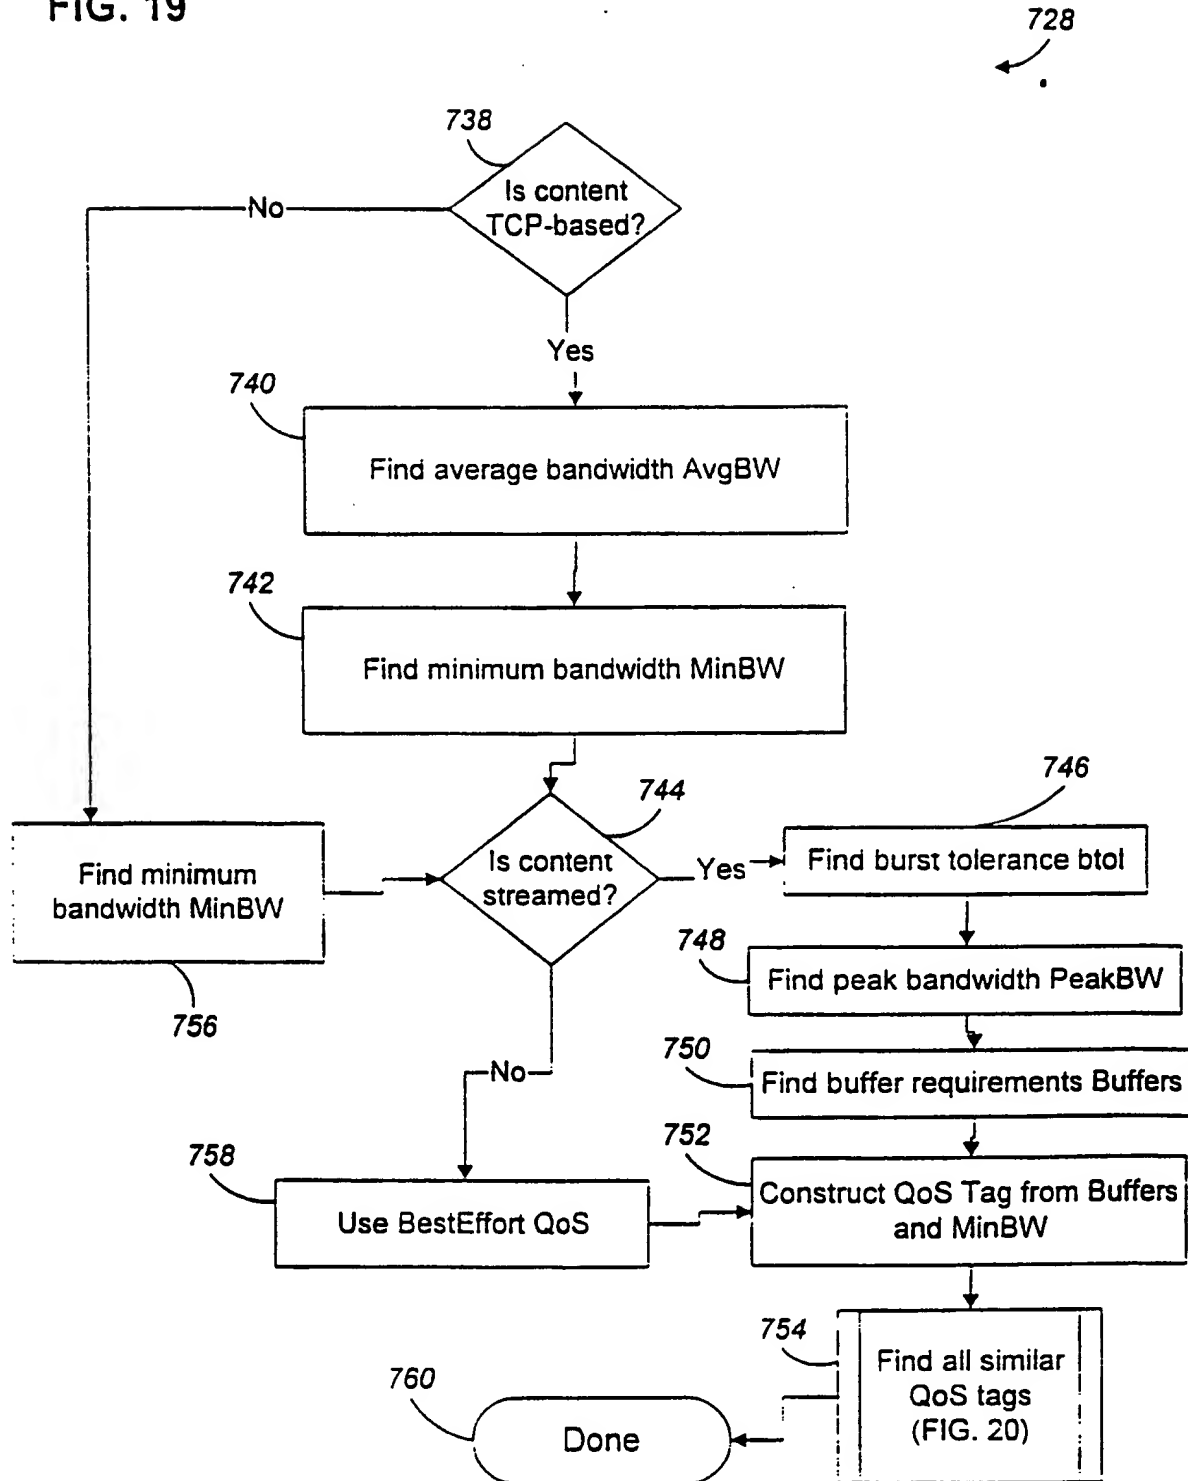 FIG. 19
728
738
Is content
TCP-based?
No
Yes
740
Find average bandwidth AvgBW
742
Find minimum bandwidth MinBW
744
Is content
streamed?
Yes
746
Find burst tolerance btol
Find minimum
bandwidth MinBW
756
748
Find peak bandwidth PeakBW
750
Find buffer requirements Buffers
No
752
Construct QoS Tag from Buffers
and MinBW
758
Use BestEffort QoS
754
Find all similar
QoS tags
(FIG. 20)
760
Done